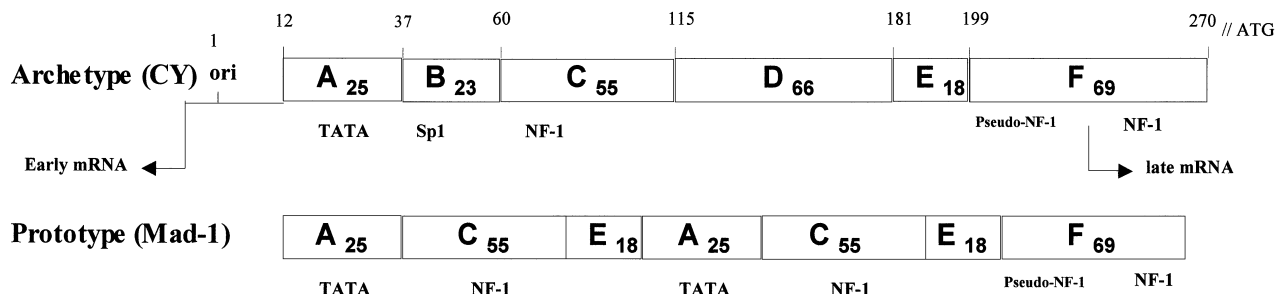 12 37 60 115 181 199 270 // ATG
1
Archetype (CY) ori A 25 B 23 C 55 D 66 E 18 F 69
TATA Sp1 NF-1 Pseudo-NF-1 NF-1
Early mRNA late mRNA
Prototype (Mad-1) A 25 C 55 E 18 A 25 C 55 E 18 F 69
TATA NF-1 TATA NF-1 Pseudo-NF-1 NF-1